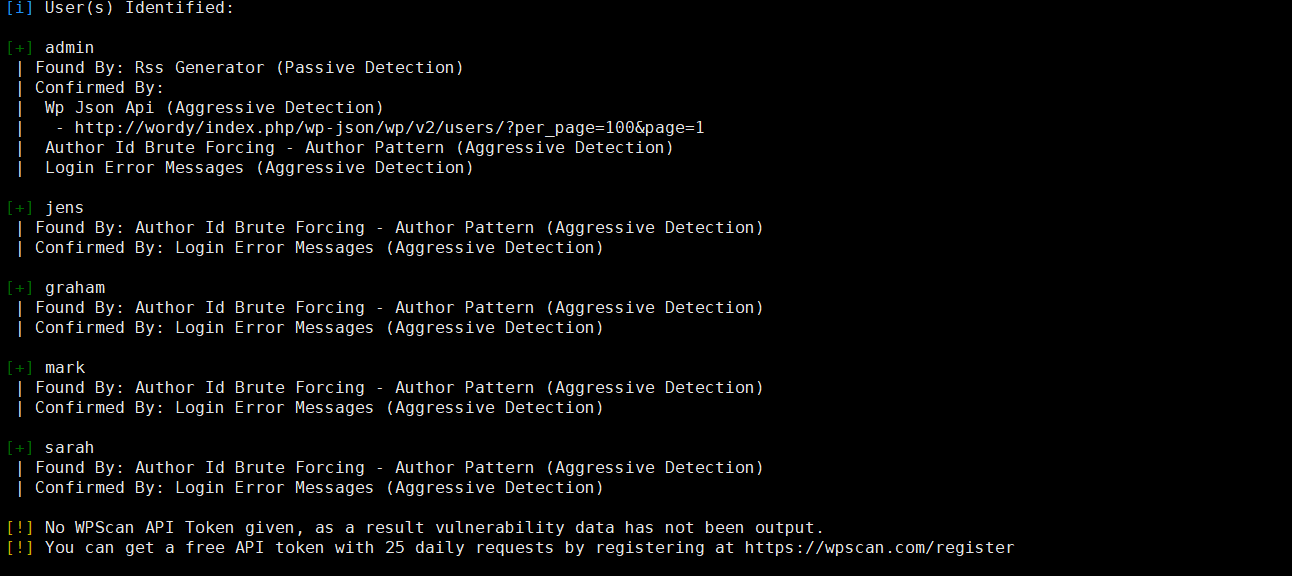 [i] User(s) Identified:
[+] admin
| Found By: Rss Generator (Passive Detection)
| Confirmed By:
|  Wp Json Api (Aggressive Detection)
|   - http://wordy/index.php/wp-json/wp/v2/users/?per_page=100&page=1
|  Author Id Brute Forcing - Author Pattern (Aggressive Detection)
|  Login Error Messages (Aggressive Detection)
[+] jens
| Found By: Author Id Brute Forcing - Author Pattern (Aggressive Detection)
| Confirmed By: Login Error Messages (Aggressive Detection)
[+] graham
| Found By: Author Id Brute Forcing - Author Pattern (Aggressive Detection)
| Confirmed By: Login Error Messages (Aggressive Detection)
[+] mark
| Found By: Author Id Brute Forcing - Author Pattern (Aggressive Detection)
| Confirmed By: Login Error Messages (Aggressive Detection)
[+] sarah
| Found By: Author Id Brute Forcing - Author Pattern (Aggressive Detection)
| Confirmed By: Login Error Messages (Aggressive Detection)
[!] No WPScan API Token given, as a result vulnerability data has not been output.
[!] You can get a free API token with 25 daily requests by registering at https://wpscan.com/register